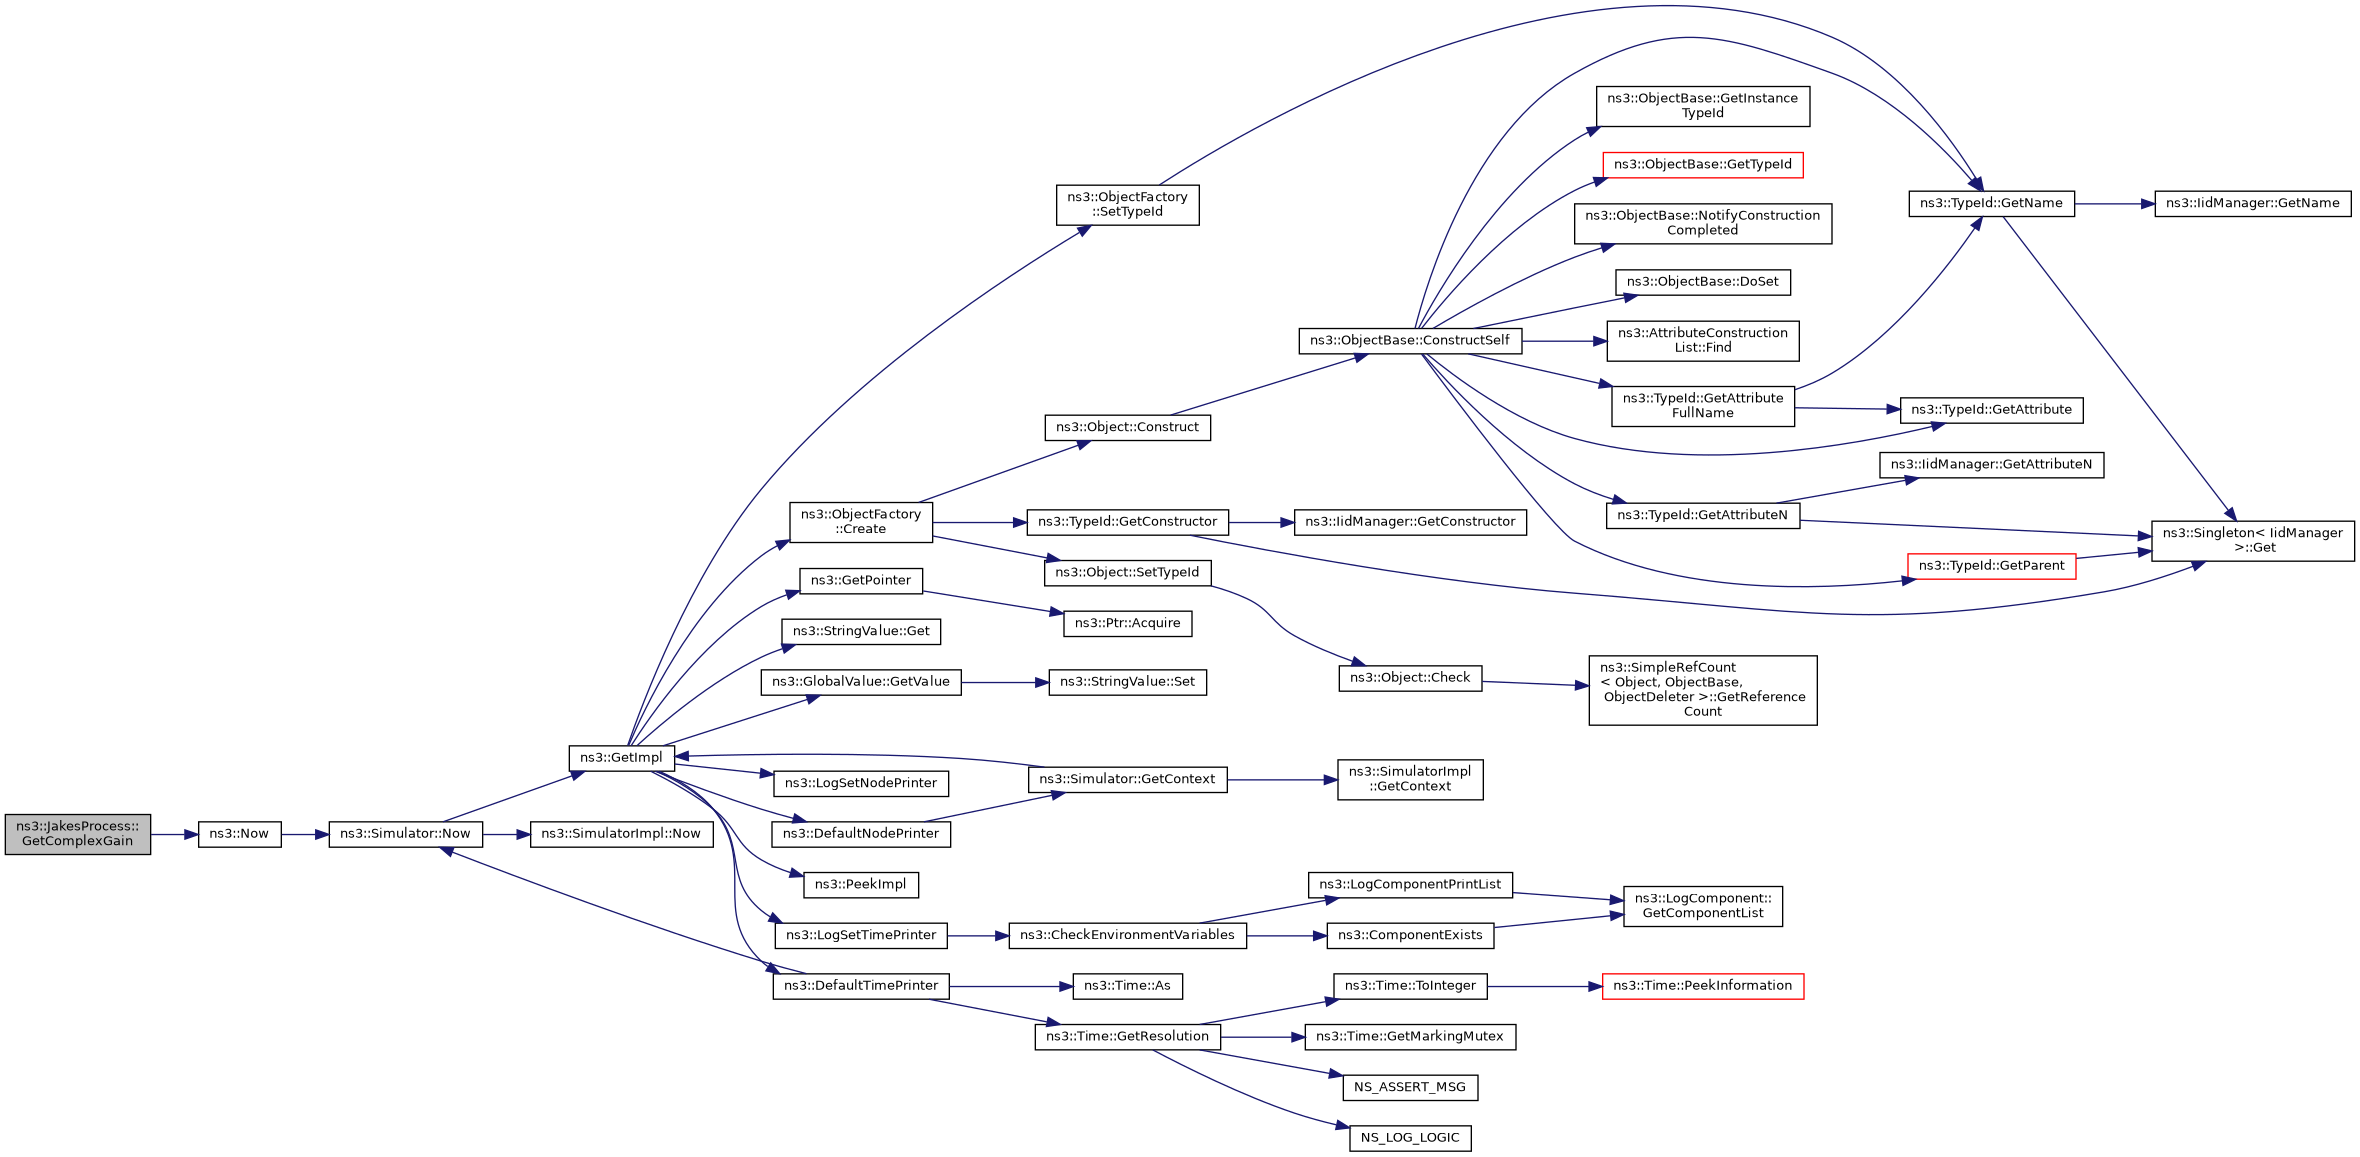 ns3::JakesProcess::
GetComplexGain
ns3::Now
ns3::Simulator::Now
ns3::GetImpl
ns3::SimulatorImpl::Now
ns3::ObjectFactory
::SetTypeId
ns3::ObjectFactory
::Create
ns3::GetPointer
ns3::StringValue::Get
ns3::GlobalValue::GetValue
ns3::LogSetNodePrinter
ns3::DefaultNodePrinter
ns3::PeekImpl
ns3::LogSetTimePrinter
ns3::DefaultTimePrinter
ns3::Object::Construct
ns3::TypeId::GetConstructor
ns3::Object::SetTypeId
ns3::Ptr::Acquire
ns3::StringValue::Set
ns3::Simulator::GetContext
ns3::CheckEnvironmentVariables
ns3::Time::As
ns3::Time::GetResolution
ns3::ObjectBase::ConstructSelf
ns3::IidManager::GetConstructor
ns3::Object::Check
ns3::SimulatorImpl
::GetContext
ns3::LogComponentPrintList
ns3::ComponentExists
ns3::Time::ToInteger
ns3::Time::GetMarkingMutex
NS_ASSERT_MSG
NS_LOG_LOGIC
ns3::ObjectBase::GetInstance
TypeId
ns3::ObjectBase::GetTypeId
ns3::ObjectBase::NotifyConstruction
Completed
ns3::ObjectBase::DoSet
ns3::AttributeConstruction
List::Find
ns3::TypeId::GetAttribute
FullName
ns3::TypeId::GetAttributeN
ns3::SimpleRefCount
< Object, ObjectBase,
ObjectDeleter >::GetReference
Count
ns3::LogComponent::
GetComponentList
ns3::Time::PeekInformation
ns3::TypeId::GetName
ns3::TypeId::GetAttribute
ns3::IidManager::GetAttributeN
ns3::TypeId::GetParent
ns3::IidManager::GetName
ns3::Singleton< IidManager
>::Get